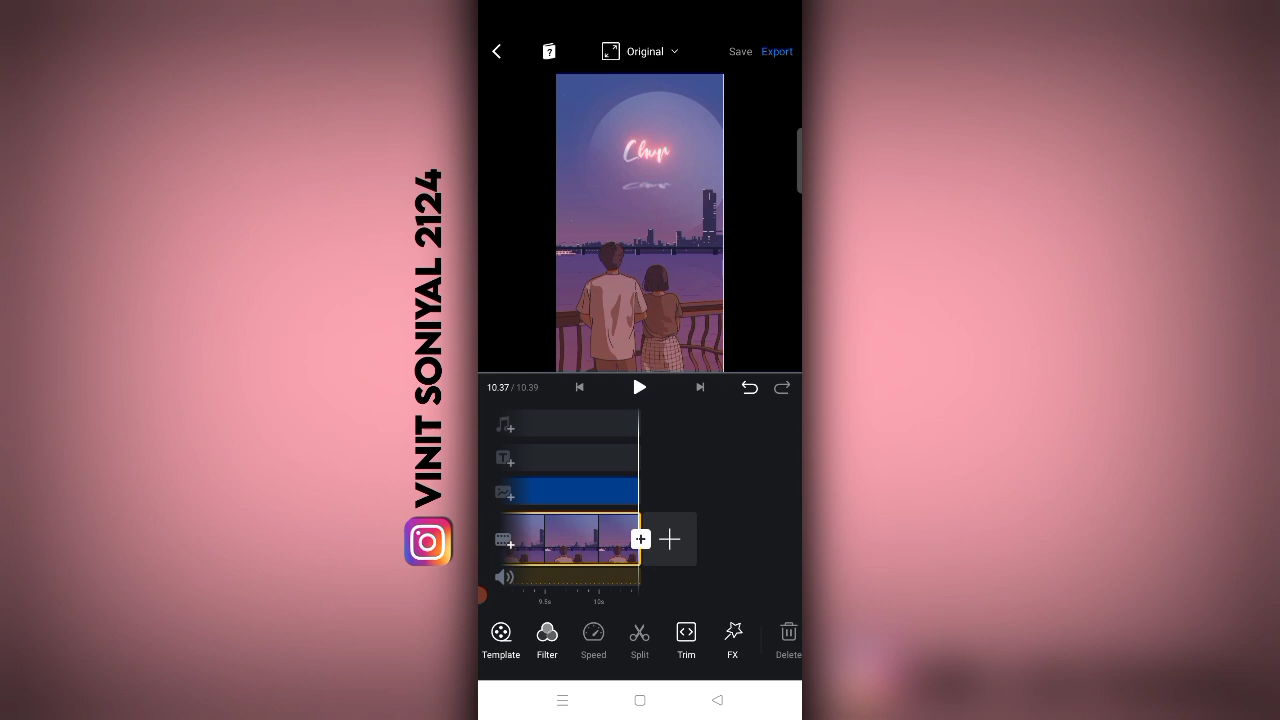 Original
Save
Export
Chup
10.37 / 10.39
9.5s
10s
Template
Filter
Speed
Split
Trim
FX
Delete
VINIT SONIYAL 2124